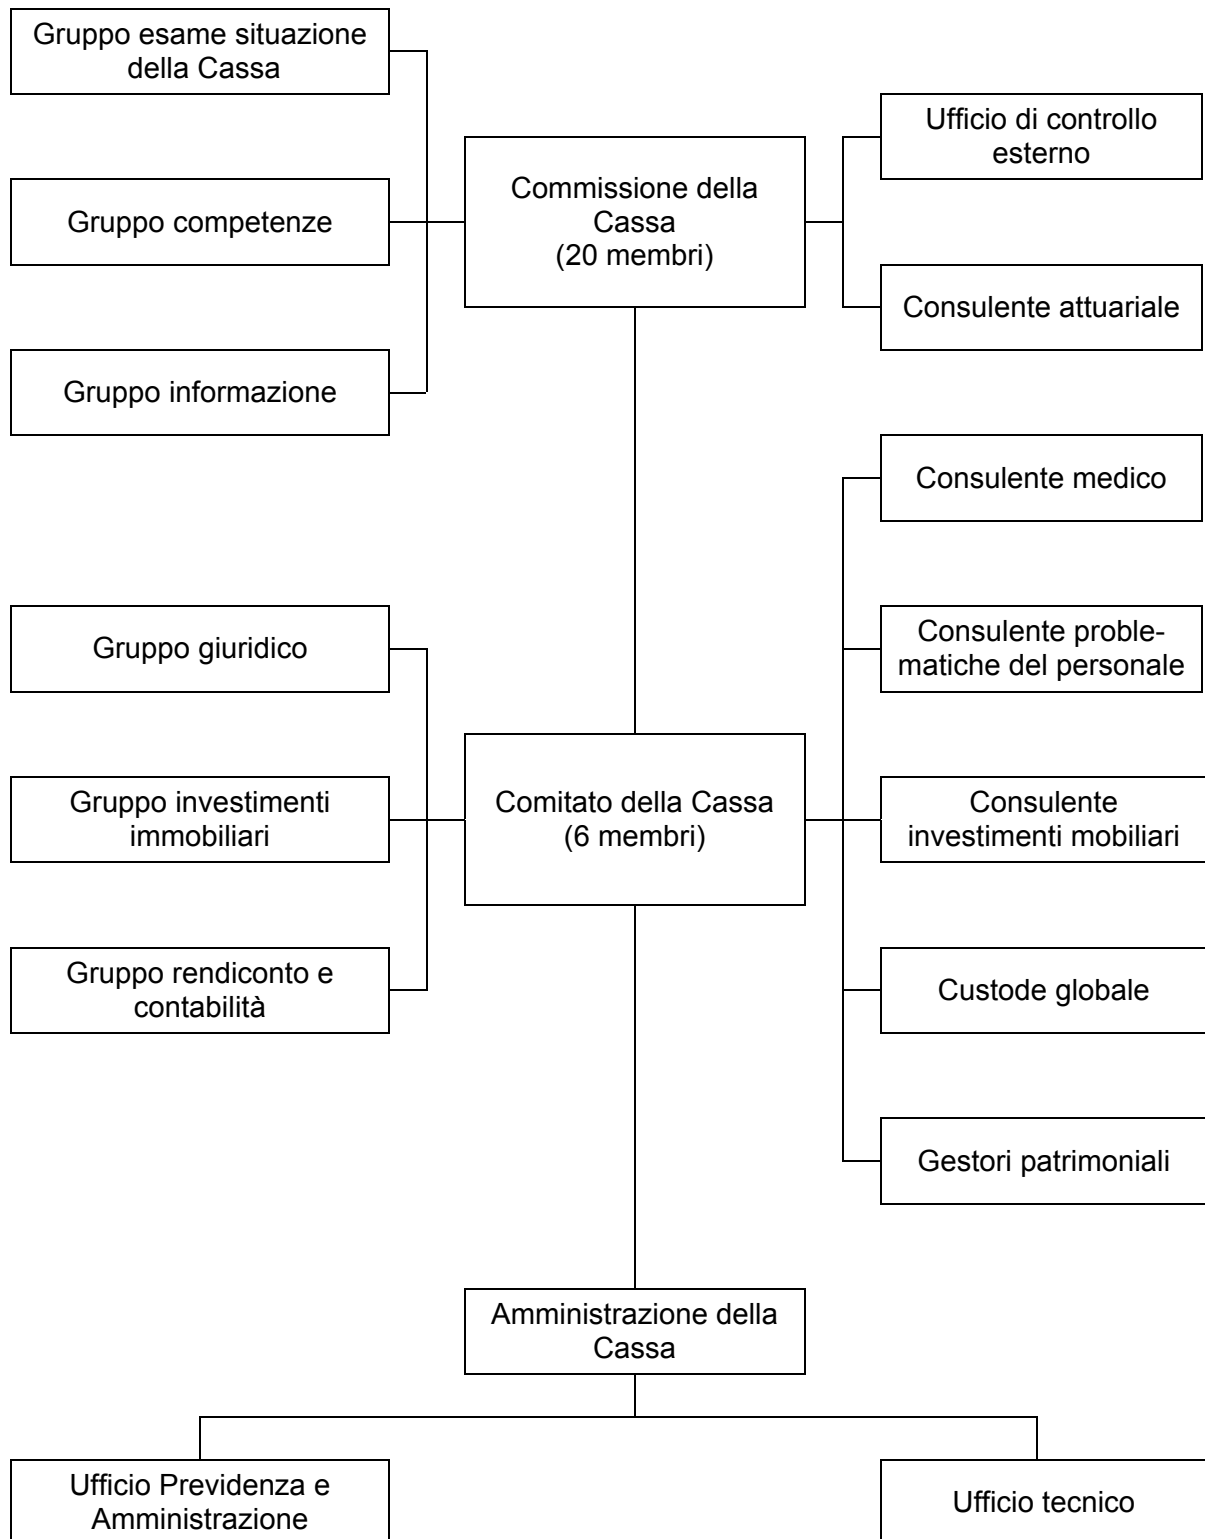 Gruppo esame situazione
della Cassa
Ufficio di controllo
esterno
Commissione della
Cassa
(20 membri)
Gruppo competenze
Consulente attuariale
Gruppo informazione
Consulente medico
Gruppo giuridico
Consulente proble-
matiche del personale
Gruppo investimenti
immobiliari
Comitato della Cassa
(6 membri)
Consulente
investimenti mobiliari
Gruppo rendiconto e
contabilità
Custode globale
Gestori patrimoniali
Amministrazione della
Cassa
Ufficio Previdenza e
Amministrazione
Ufficio tecnico